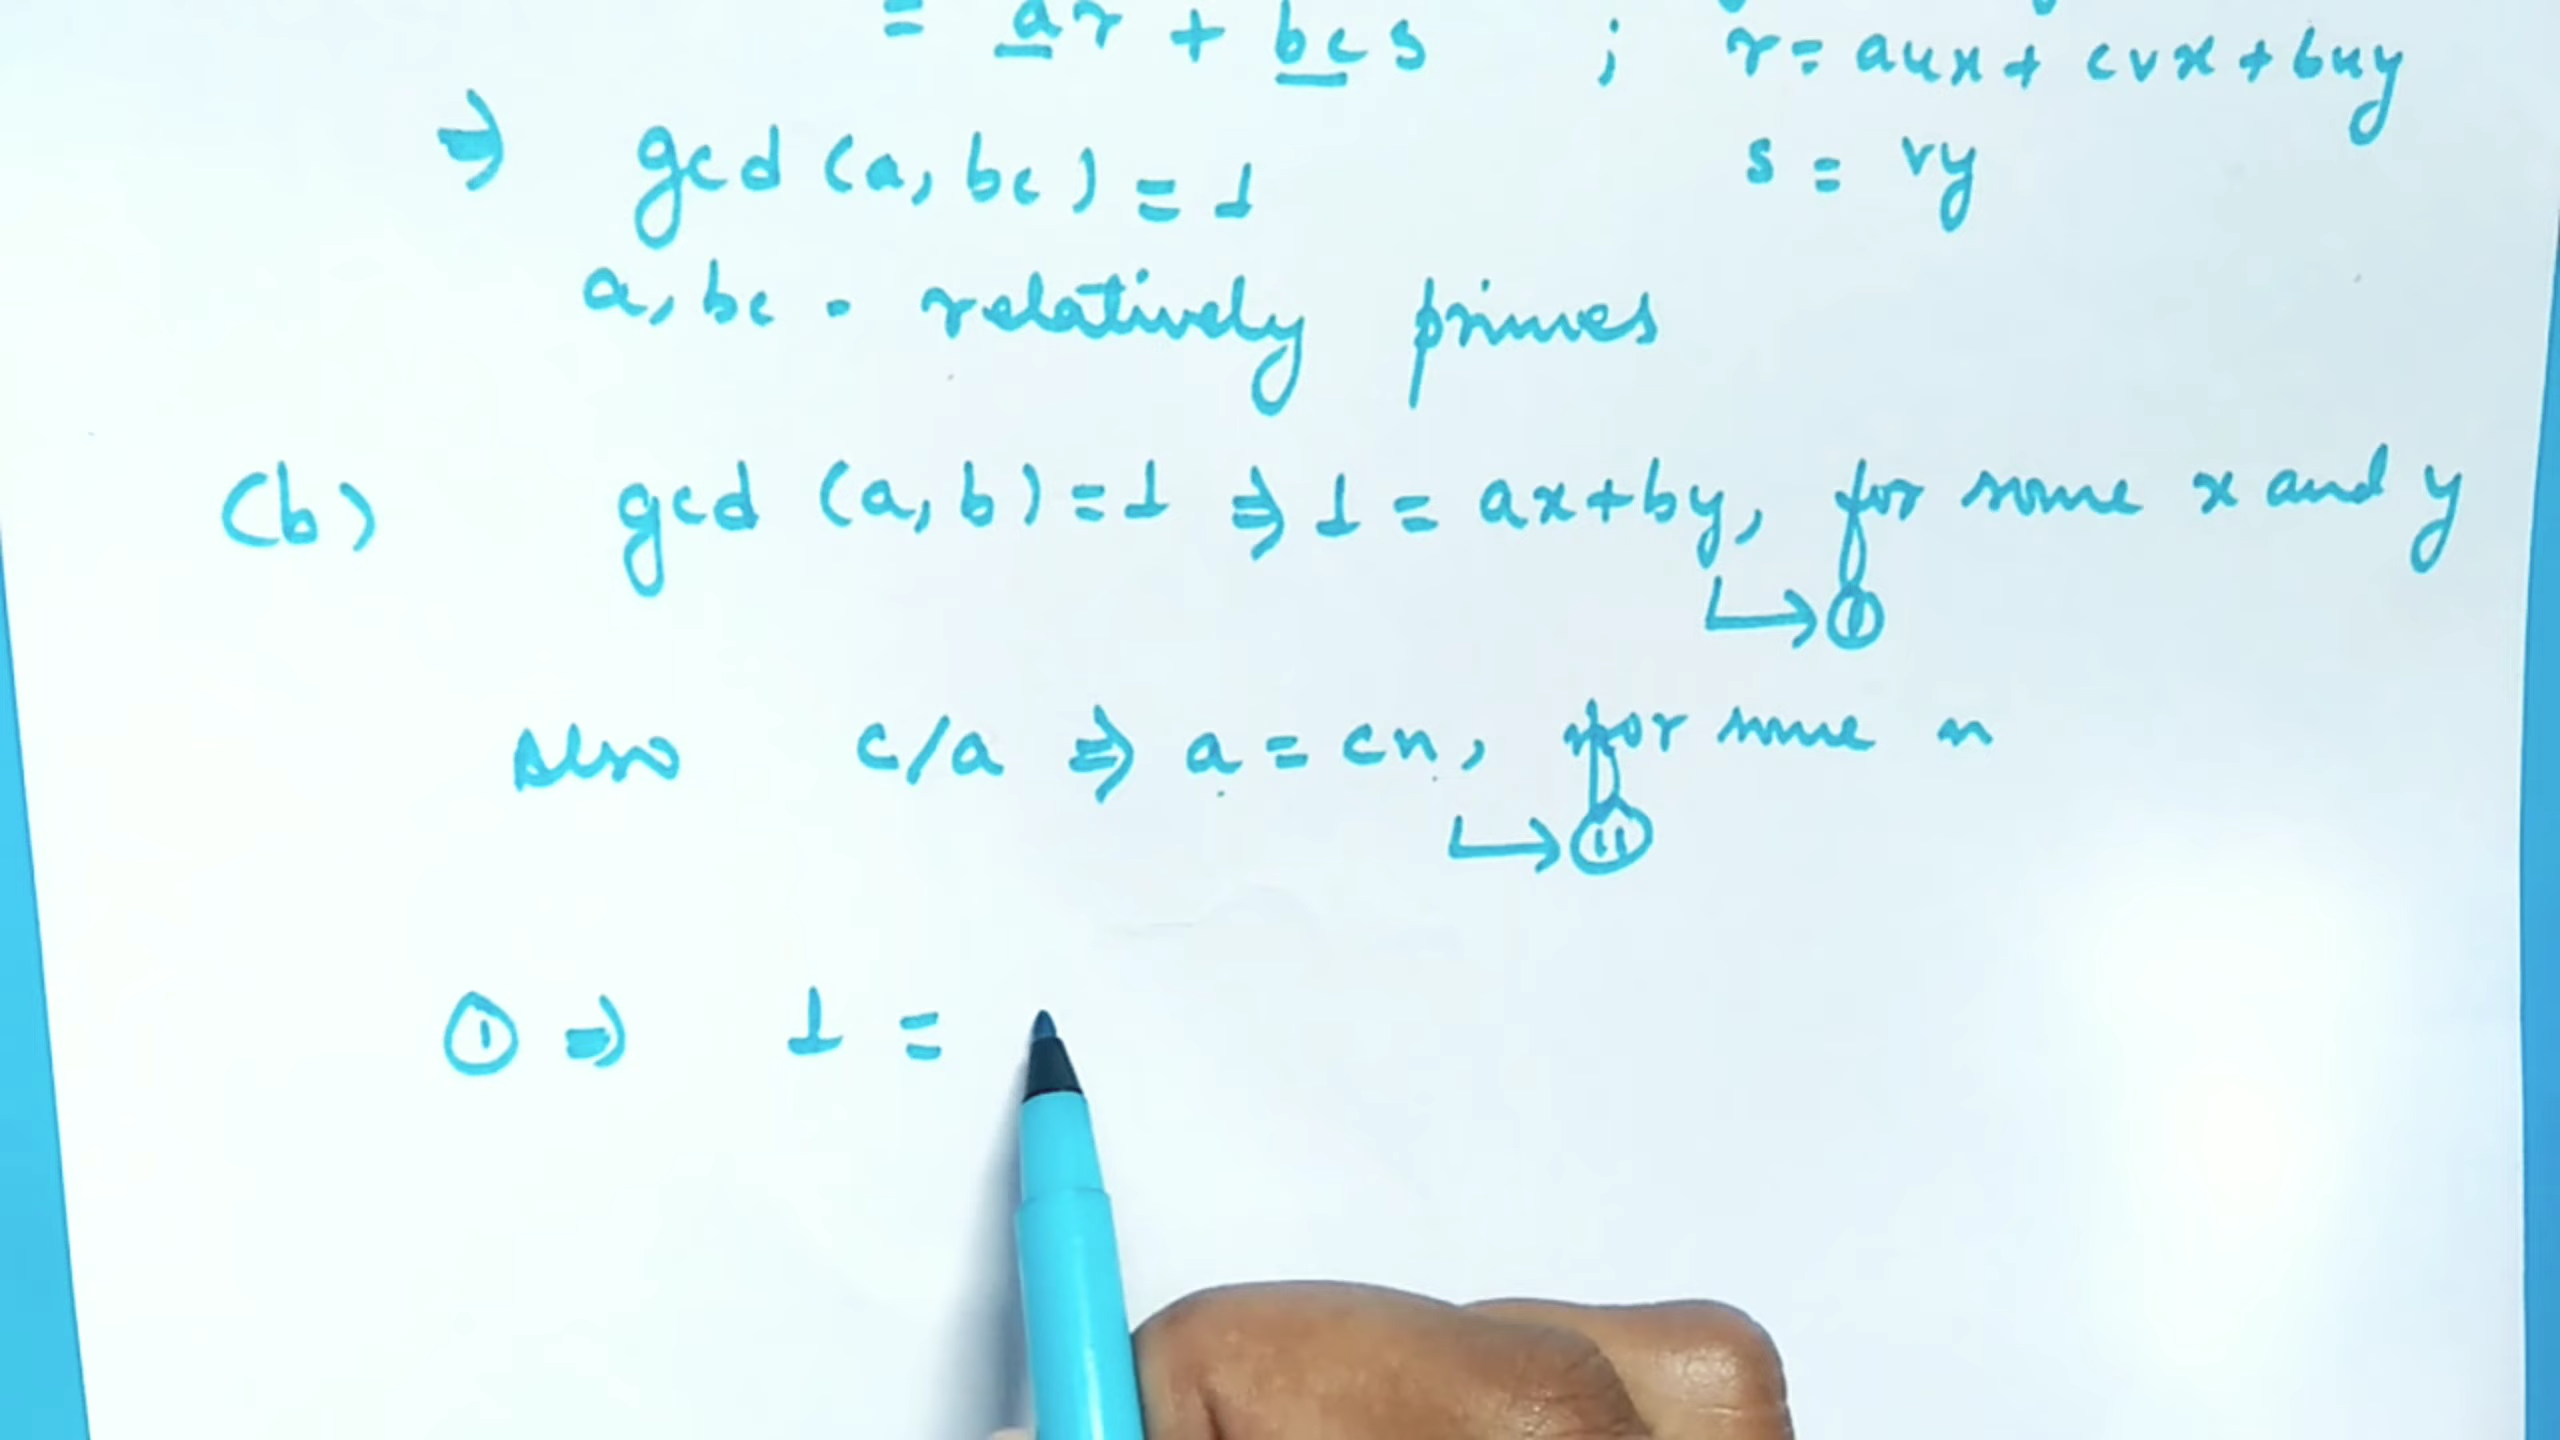 = ar + bcs ; r = aux + cvx + buy
⇒ gcd (a, bc) = 1 s = vy
a, bc - relatively primes
(b) gcd (a, b) = 1 ⇒ 1 = ax+by, for some x and y
↳ (I)
Also c/a ⇒ a = cn, for some n
↳ (II)
(I) ⇒ 1 =